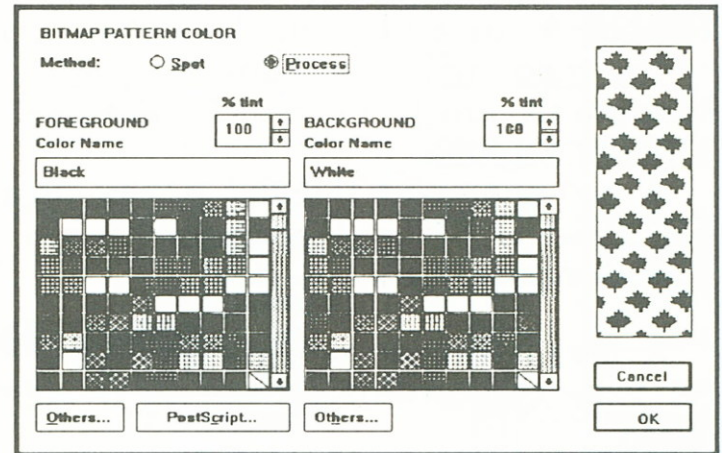 BITMAP PATTERN COLOR
Method: Spot Process
% tint % tint
FOREGROUND 100 BACKGROUND 100
Color Name Color Name
Black White
Others... PostScript... Others...
Cancel
OK